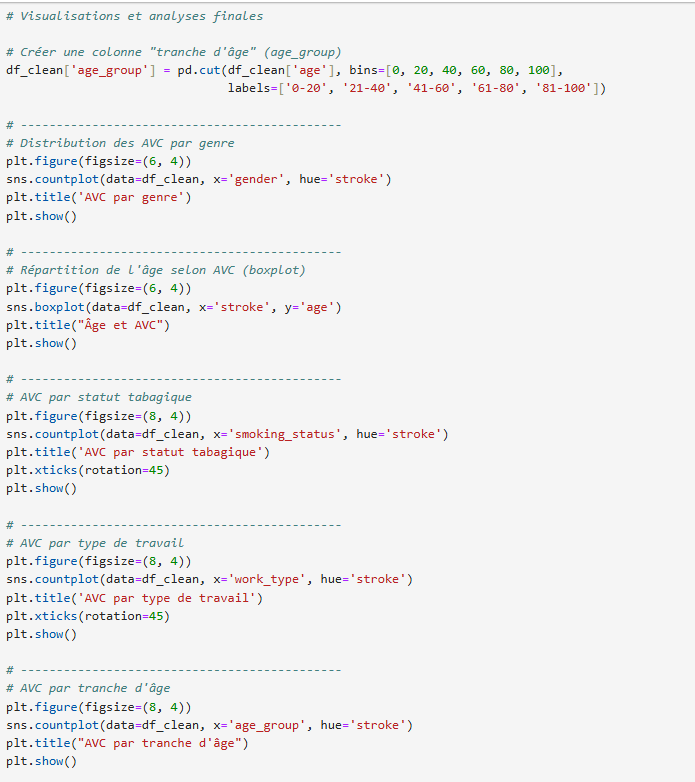 # Visualisations et analyses finales
# Créer une colonne "tranche d'âge" (age_group)
df_clean['age_group'] = pd.cut(df_clean['age'], bins=[0, 20, 40, 60, 80, 100],
                               labels=['0-20', '21-40', '41-60', '61-80', '81-100'])
# ---------------------------------------------
# Distribution des AVC par genre
plt.figure(figsize=(6, 4))
sns.countplot(data=df_clean, x='gender', hue='stroke')
plt.title('AVC par genre')
plt.show()
# ---------------------------------------------
# Répartition de l'âge selon AVC (boxplot)
plt.figure(figsize=(6, 4))
sns.boxplot(data=df_clean, x='stroke', y='age')
plt.title("Âge et AVC")
plt.show()
# ---------------------------------------------
# AVC par statut tabagique
plt.figure(figsize=(8, 4))
sns.countplot(data=df_clean, x='smoking_status', hue='stroke')
plt.title('AVC par statut tabagique')
plt.xticks(rotation=45)
plt.show()
# ---------------------------------------------
# AVC par type de travail
plt.figure(figsize=(8, 4))
sns.countplot(data=df_clean, x='work_type', hue='stroke')
plt.title('AVC par type de travail')
plt.xticks(rotation=45)
plt.show()
# ---------------------------------------------
# AVC par tranche d'âge
plt.figure(figsize=(8, 4))
sns.countplot(data=df_clean, x='age_group', hue='stroke')
plt.title("AVC par tranche d'âge")
plt.show()